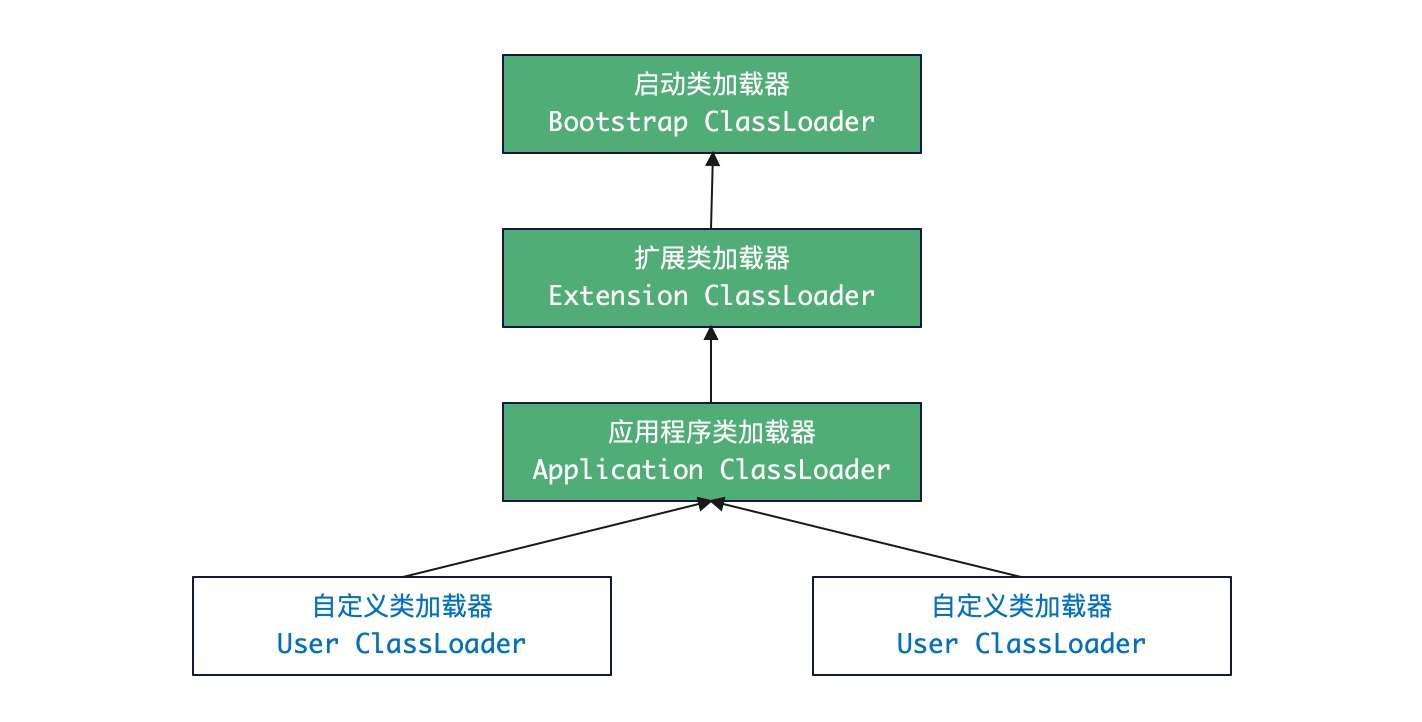 启动类加载器
Bootstrap ClassLoader
扩展类加载器
Extension ClassLoader
应用程序类加载器
Application ClassLoader
自定义类加载器
User ClassLoader
自定义类加载器
User ClassLoader